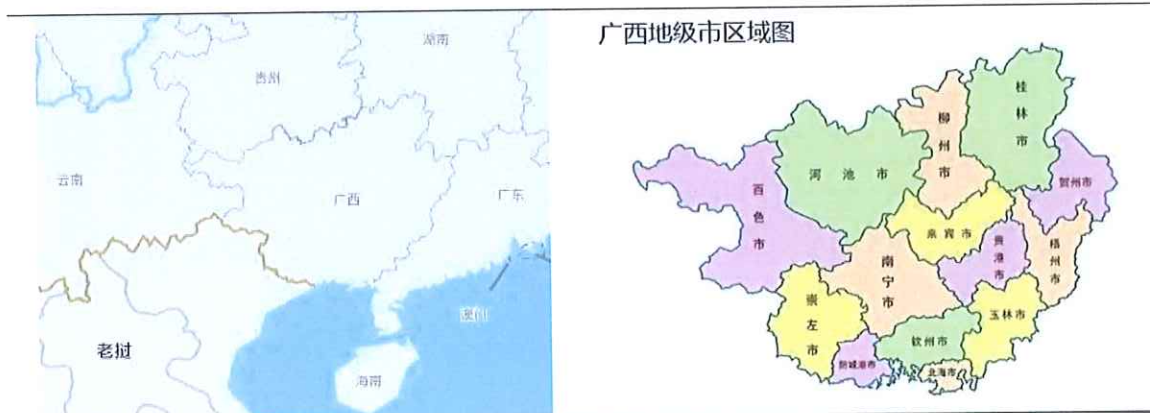 广西地级市区域图
湖南
贵州
云南
广西
广东
澳门
老挝
海南
桂林市
柳州市
河池市
贺州市
百色市
来宾市
贵港市
梧州市
南宁市
崇左市
玉林市
钦州市
防城港市
北海市